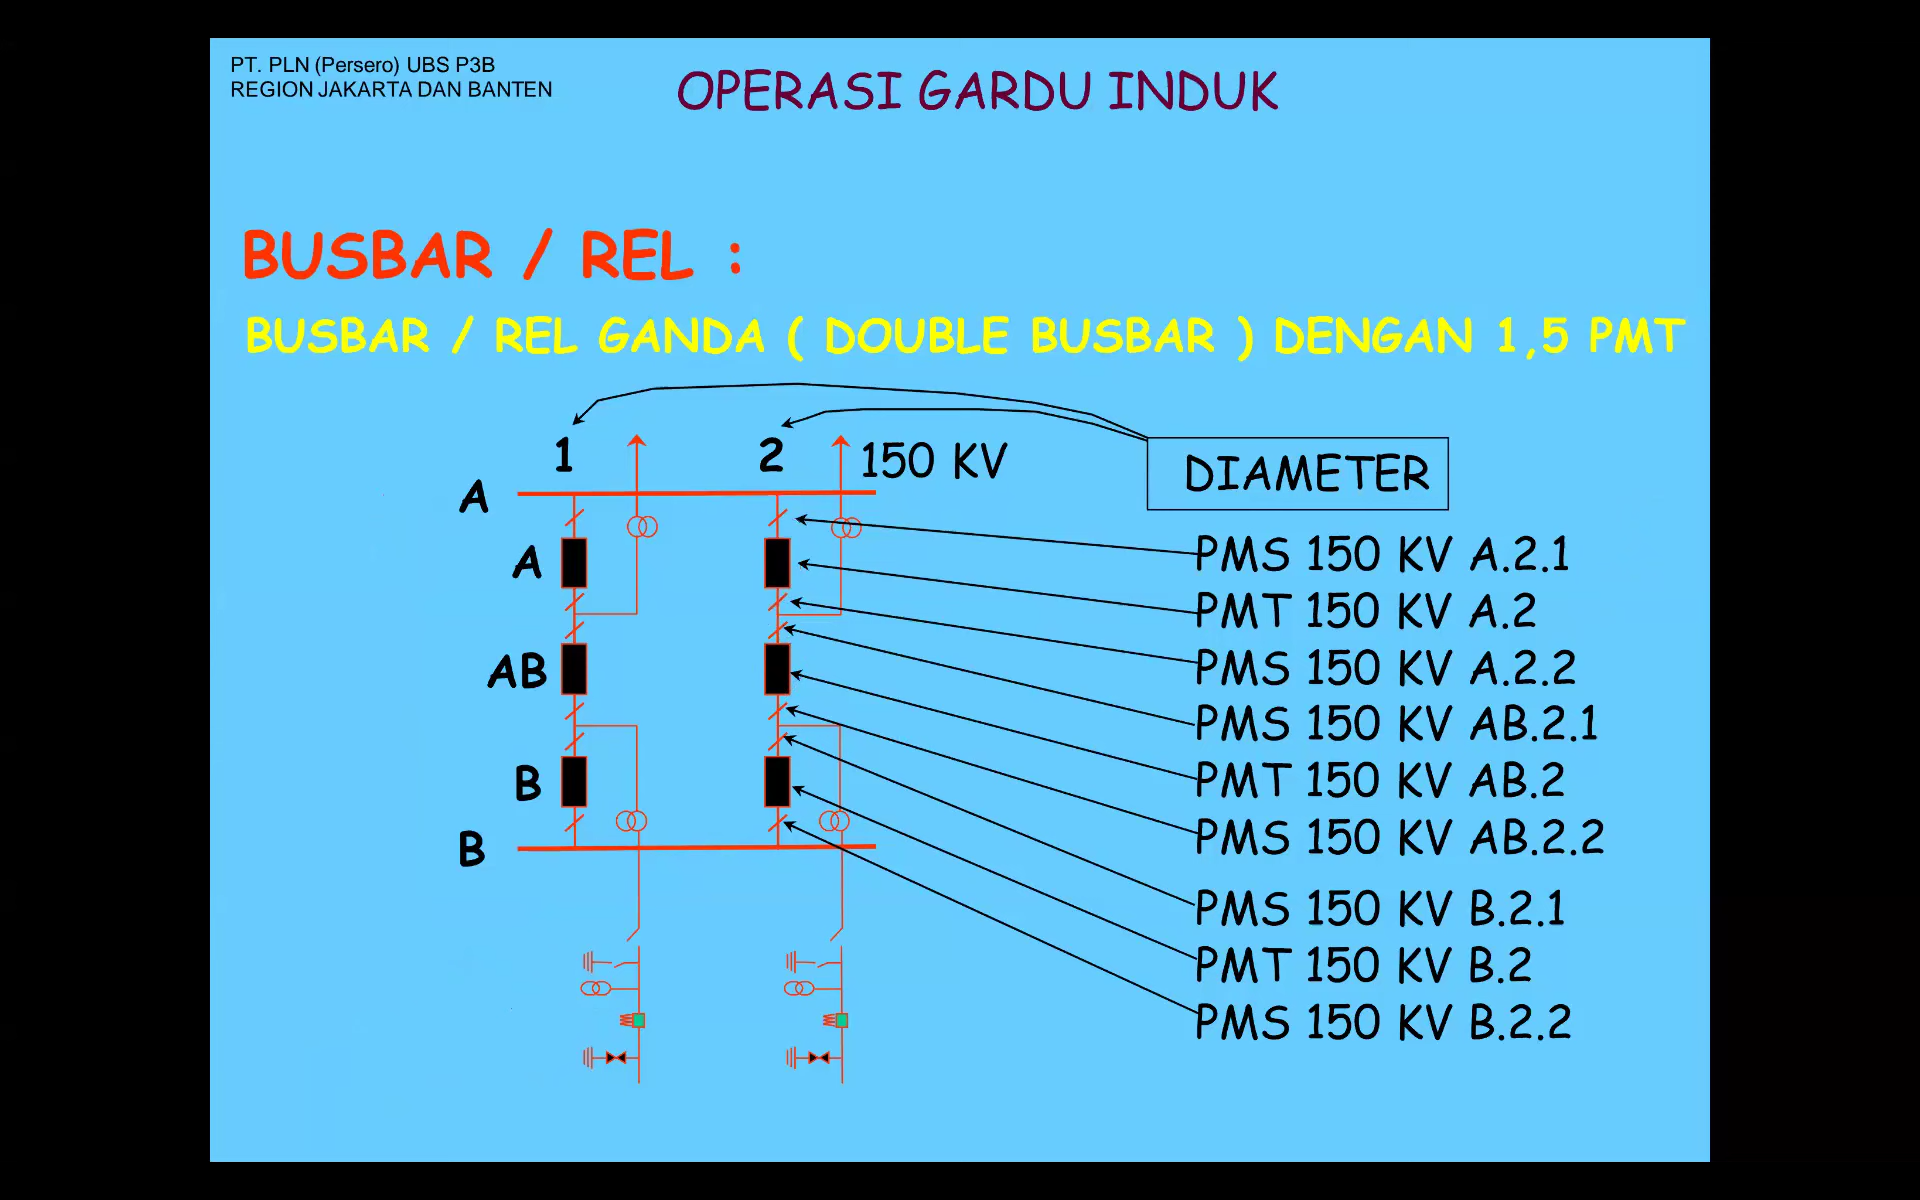 PT. PLN (Persero) UBS P3B
REGION JAKARTA DAN BANTEN
OPERASI GARDU INDUK
BUSBAR / REL :
BUSBAR / REL GANDA ( DOUBLE BUSBAR ) DENGAN 1,5 PMT
1
2
150 KV
DIAMETER
A
A
AB
B
B
PMS 150 KV A.2.1
PMT 150 KV A.2
PMS 150 KV A.2.2
PMS 150 KV AB.2.1
PMT 150 KV AB.2
PMS 150 KV AB.2.2
PMS 150 KV B.2.1
PMT 150 KV B.2
PMS 150 KV B.2.2